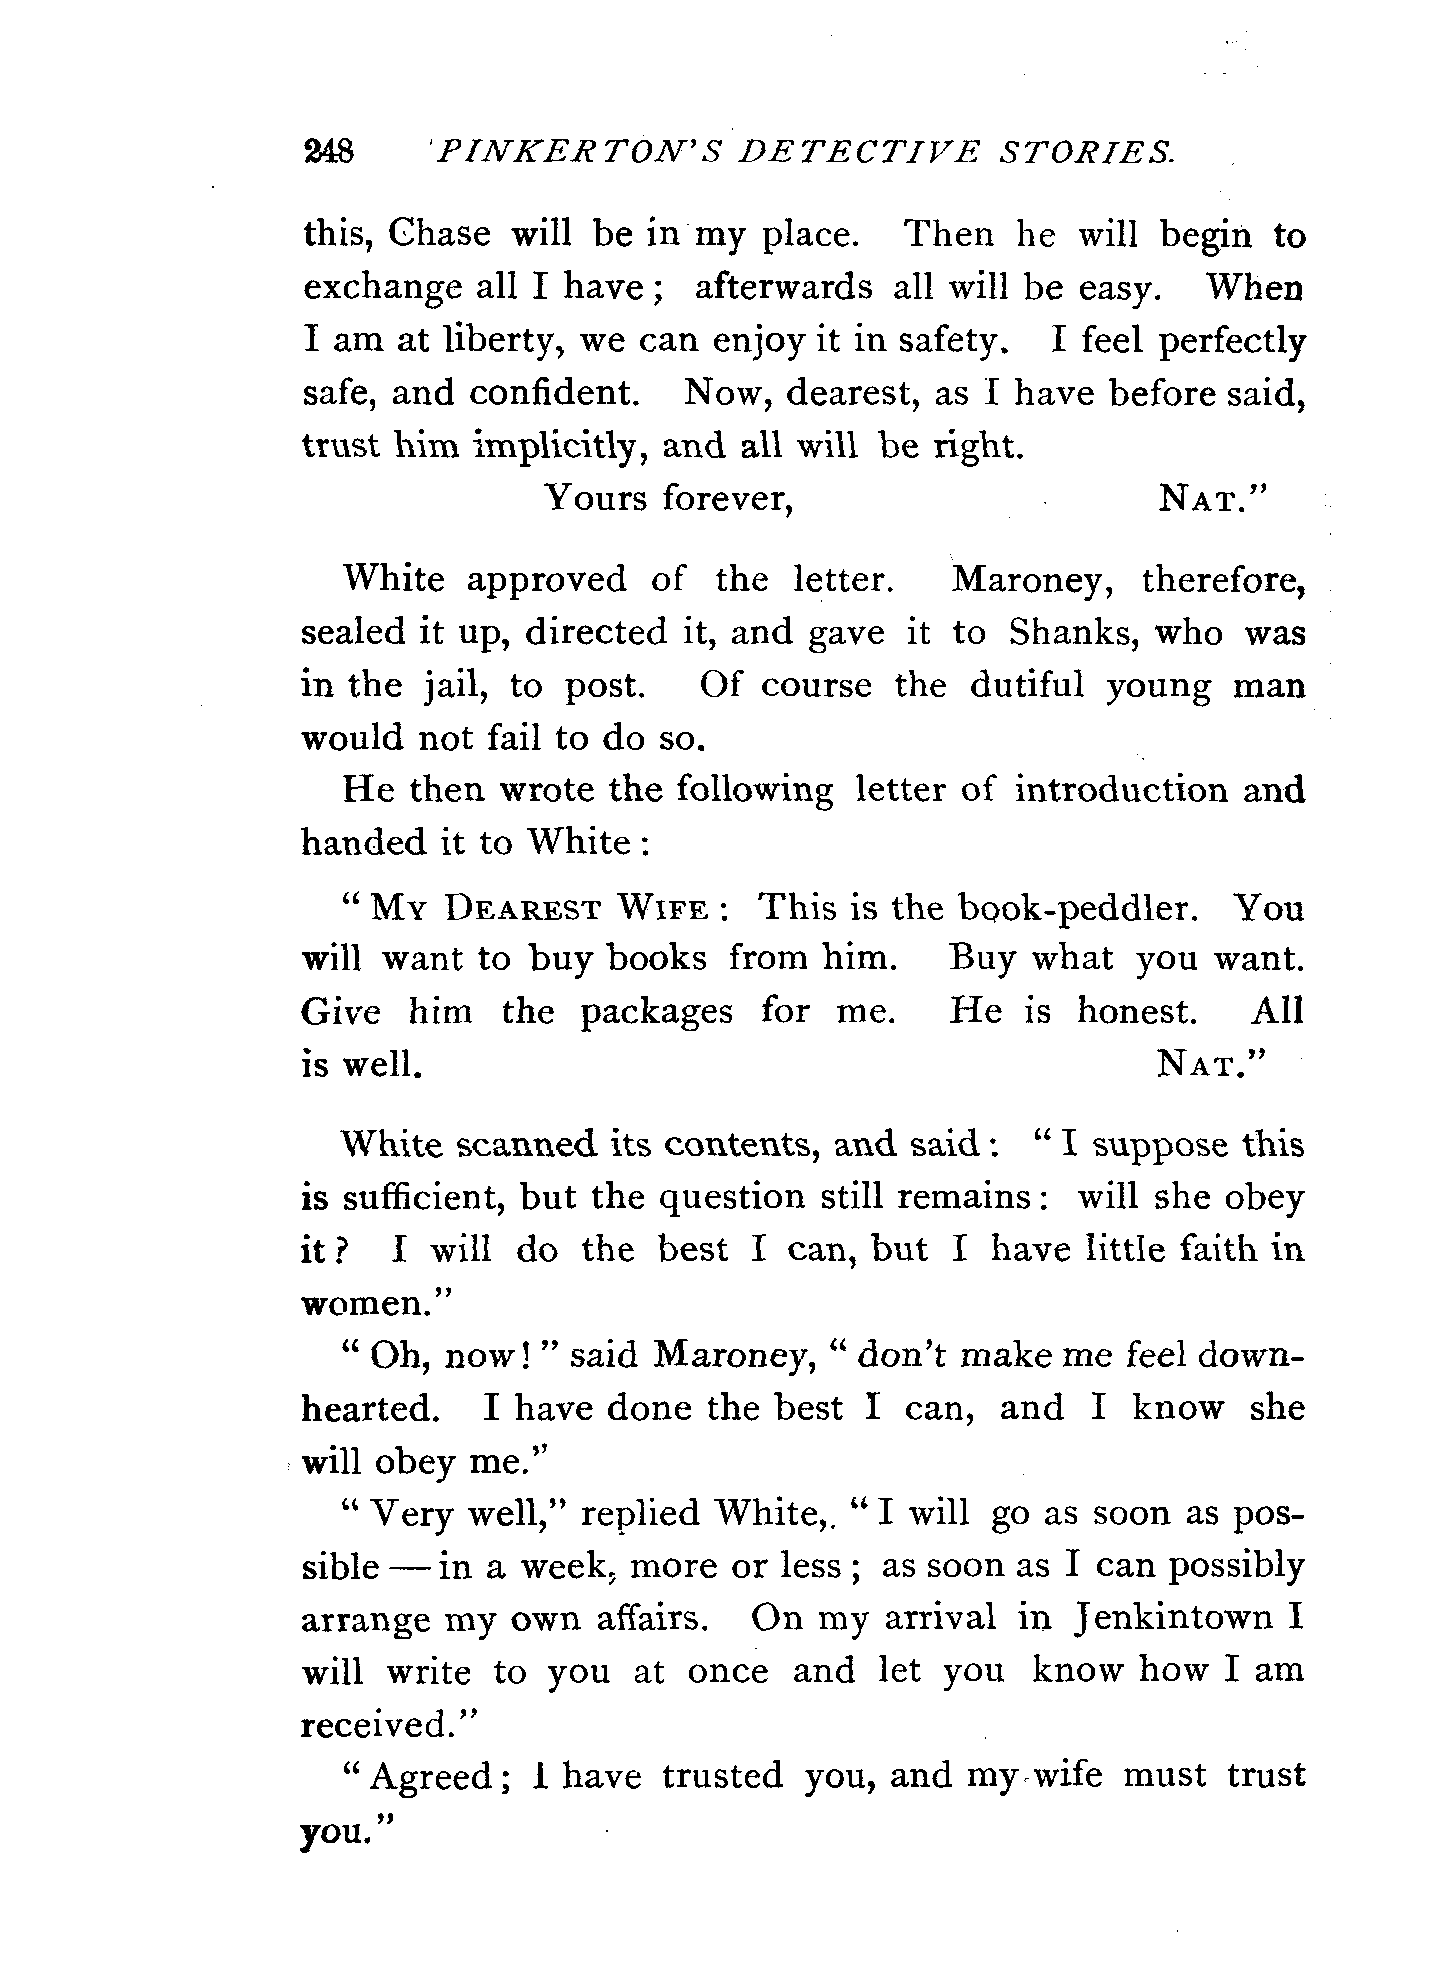 248 PINKERTON'S DETECTIVE STORIES.
this, Chase will be in my place. Then he will begin to
exchange all I have; afterwards all will be easy. When
I am at liberty, we can enjoy it in safety. I feel perfectly
safe, and confident. Now, dearest, as I have before said,
trust him implicitly, and all will be right.
Yours forever, NAT."
White approved of the letter. Maroney, therefore,
sealed it up, directed it, and gave it to Shanks, who was
in the jail, to post. Of course the dutiful young man
would not fail to do so.
He then wrote the following letter of introduction and
handed it to White:
"MY DEAREST WIFE: This is the book-peddler. You
will want to buy books from him. Buy what you want.
Give him the packages for me. He is honest. All
is well. NAT."
White scanned its contents, and said: "I suppose this
is sufficient, but the question still remains: will she obey
it? I will do the best I can, but I have little faith in
women."
"Oh, now!" said Maroney, "don't make me feel down-
hearted. I have done the best I can, and I know she
will obey me."
"Very well," replied White, "I will go as soon as pos-
sible — in a week, more or less; as soon as I can possibly
arrange my own affairs. On my arrival in Jenkintown I
will write to you at once and let you know how I am
received."
"Agreed; I have trusted you, and my wife must trust
you."